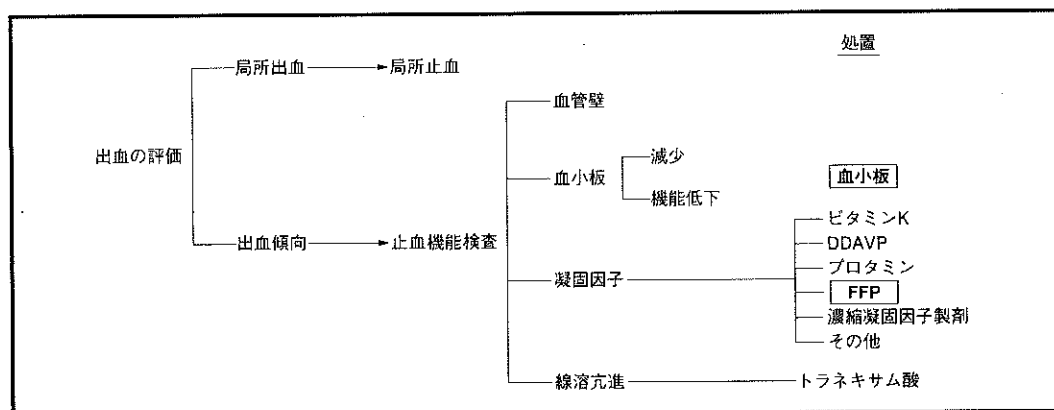 処置
局所出血
局所止血
血管壁
出血の評価
血小板
減少
機能低下
血小板
出血傾向
止血機能検査
凝固因子
ビタミンK
DDAVP
プロタミン
FFP
濃縮凝固因子製剤
その他
線溶亢進
トラネキサム酸